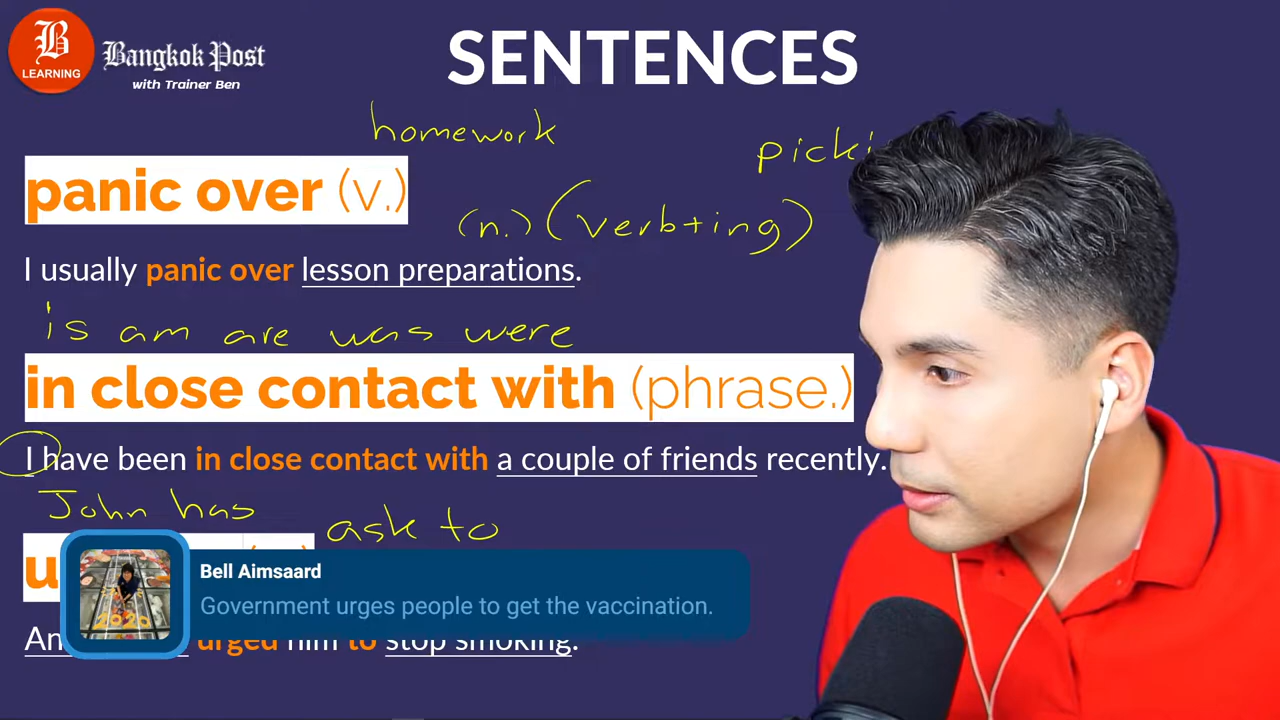 B
LEARNING
Bangkok Post
with Trainer Ben
SENTENCES
homework
panic over (v.)
(n.) (verb+ing)
I usually panic over lesson preparations.
is am are was were
in close contact with (phrase.)
I have been in close contact with a couple of friends recently.
John has
ask to
Bell Aimsaard
Government urges people to get the vaccination.
urged him to stop smoking.